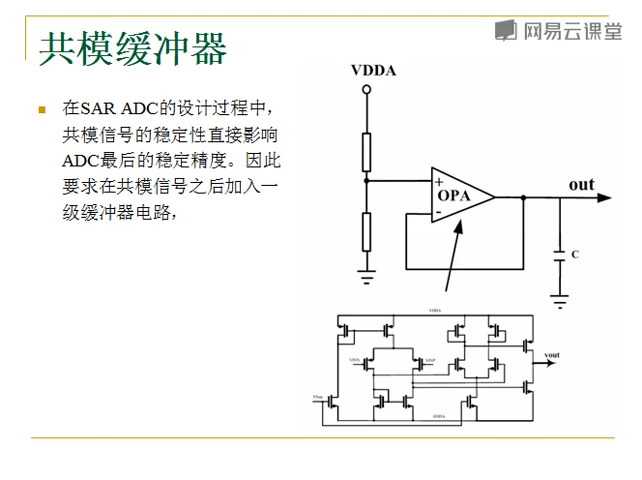 网易云课堂
共模缓冲器
在SAR ADC的设计过程中，
共模信号的稳定性直接影响
ADC最后的稳定精度。因此
要求在共模信号之后加入一
级缓冲器电路，
VDDA
+
OPA
-
out
C
VDDA
VINN
VINP
vout
Vbias
GNDA